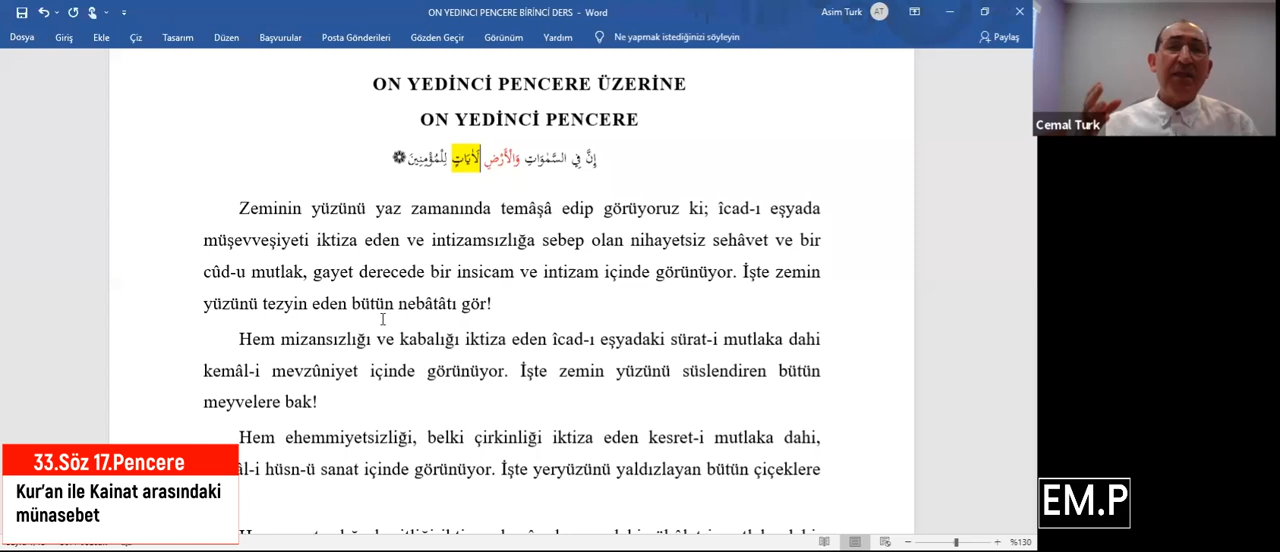 ON YEDINCI PENCERE BİRİNCİ DERS - Word
Asim Turk
AT
Dosya Giriş Ekle Çiz Tasarım Düzen Başvurular Posta Gönderileri Gözden Geçir Görünüm Yardım Ne yapmak istediğinizi söyleyin Paylaş
ON YEDİNCİ PENCERE ÜZERİNE
ON YEDİNCİ PENCERE
إِنَّ فِي السَّمٰوَاتِ وَالْأَرْضِ لَاٰيَاتٍ لِلْمُؤْمِنِينَ
Zeminin yüzünü yaz zamanında temâşâ edip görüyoruz ki; îcad-ı eşyada
müşevveşiyeti iktiza eden ve intizamsızlığa sebep olan nihayetsiz sehâvet ve bir
cûd-u mutlak, gayet derecede bir insicam ve intizam içinde görünüyor. İşte zemin
yüzünü tezyin eden bütün nebâtâtı gör!
Hem mizansızlığı ve kabalığı iktiza eden îcad-ı eşyadaki sürat-i mutlaka dahi
kemâl-i mevzûniyet içinde görünüyor. İşte zemin yüzünü süslendiren bütün
meyvelere bak!
Hem ehemmiyetsizliği, belki çirkinliği iktiza eden kesret-i mutlaka dahi,
âl-i hüsn-ü sanat içinde görünüyor. İşte yeryüzünü yaldızlayan bütün çiçeklere
Cemal Turk
33.Söz 17.Pencere
Kur'an ile Kainat arasındaki
münasebet
EM.P
%130